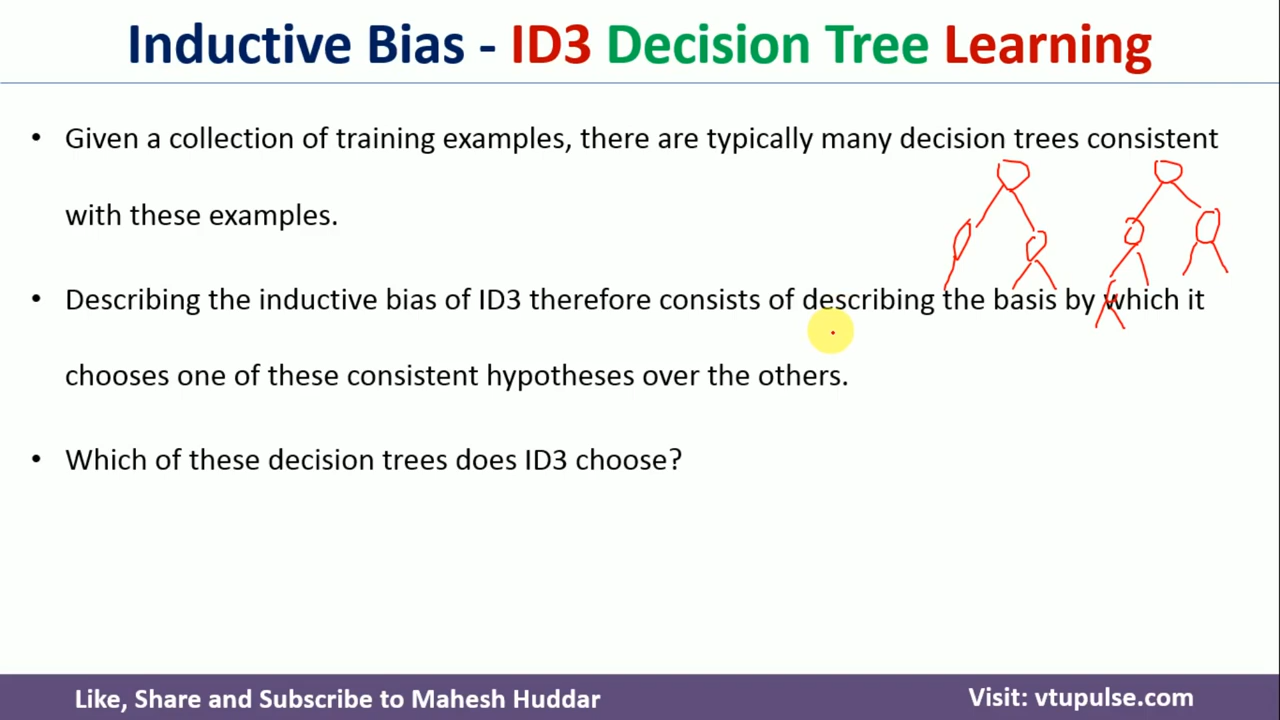 Inductive Bias - ID3 Decision Tree Learning
• Given a collection of training examples, there are typically many decision trees consistent
with these examples.
• Describing the inductive bias of ID3 therefore consists of describing the basis by which it
chooses one of these consistent hypotheses over the others.
• Which of these decision trees does ID3 choose?
Like, Share and Subscribe to Mahesh Huddar
Visit: vtupulse.com